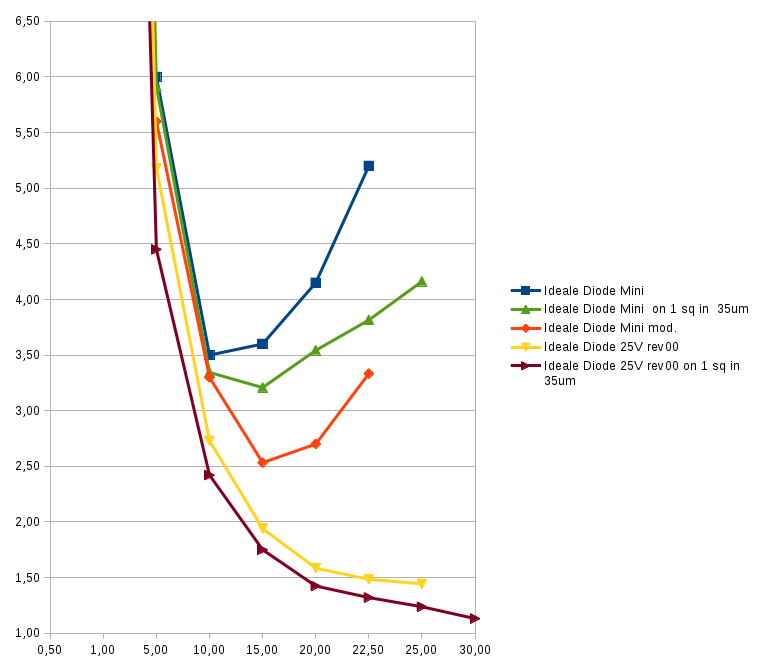 6,50
6,00
5,50
5,00
4,50
4,00
3,50
3,00
2,50
2,00
1,50
1,00
0,50 1,00 5,00 10,00 15,00 20,00 22,50 25,00 30,00
Ideale Diode Mini
Ideale Diode Mini on 1 sq in 35um
Ideale Diode Mini mod.
Ideale Diode 25V rev00
Ideale Diode 25V rev00 on 1 sq in
35um